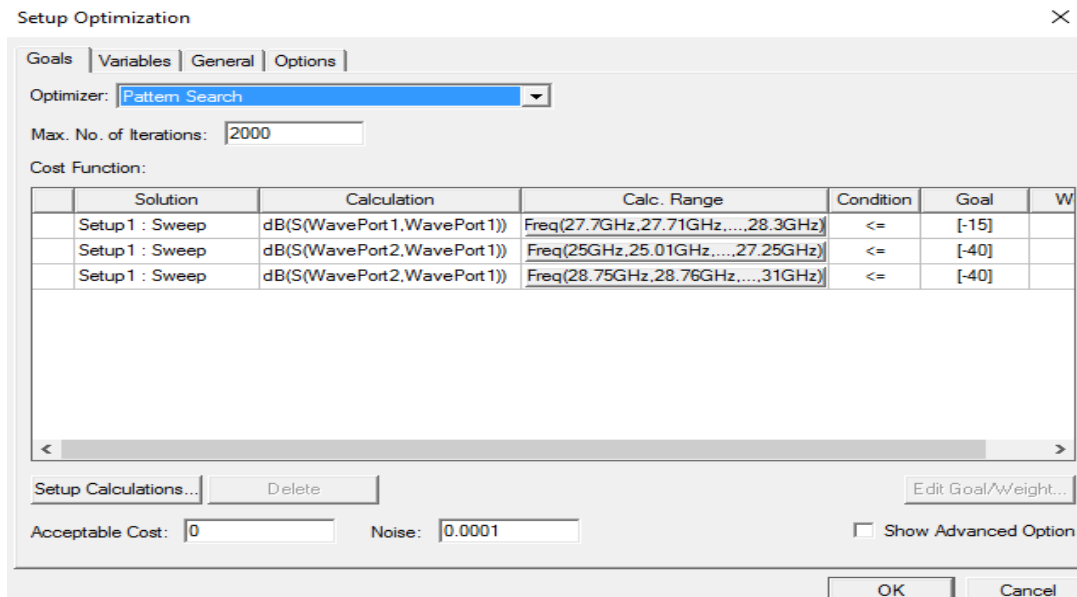 Setup Optimization
Goals Variables General Options
Optimizer: Pattern Search
Max. No. of Iterations: 2000
Cost Function:
Solution Calculation Calc. Range Condition Goal W
Setup1 : Sweep dB(S(WavePort1,WavePort1)) Freq(27.7GHz,27.71GHz,...,28.3GHz) <= [-15]
Setup1 : Sweep dB(S(WavePort2,WavePort1)) Freq(25GHz,25.01GHz,...,27.25GHz) <= [-40]
Setup1 : Sweep dB(S(WavePort2,WavePort1)) Freq(28.75GHz,28.76GHz,...,31GHz) <= [-40]
Setup Calculations... Delete Edit Goal/Weight...
Acceptable Cost: 0 Noise: 0.0001 Show Advanced Option
OK Cancel